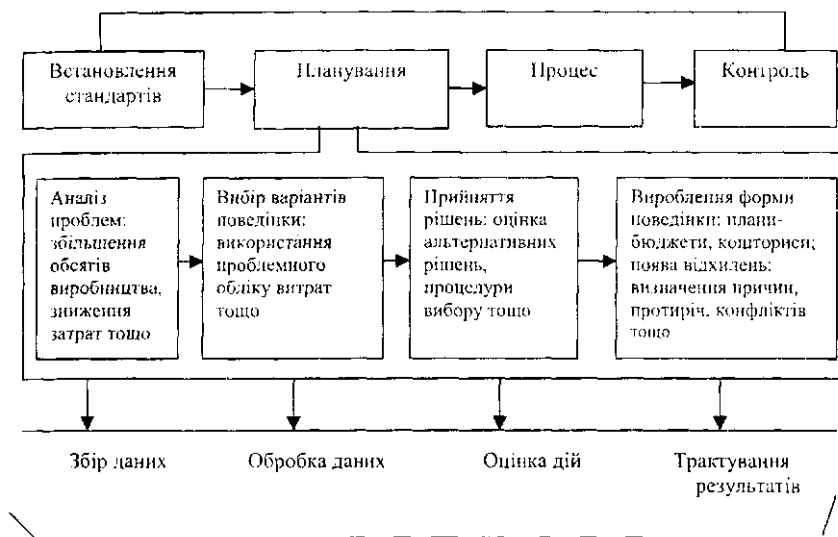 Встановлення
стандартів
Планування
Процес
Контроль
Аналіз
проблем:
збільшення
обсягів
виробництва,
зниження
затрат тощо
Вибір варіантів
поведінки:
використання
проблемного
обліку витрат
тощо
Прийняття
рішень: оцінка
альтернативних
рішень,
процедури
вибору тощо
Вироблення форми
поведінки: плани-
бюджети, кошториси;
поява відхилень:
визначення причин,
протиріч, конфліктів
тощо
Збір даних
Обробка даних
Оцінка дій
Трактування
результатів